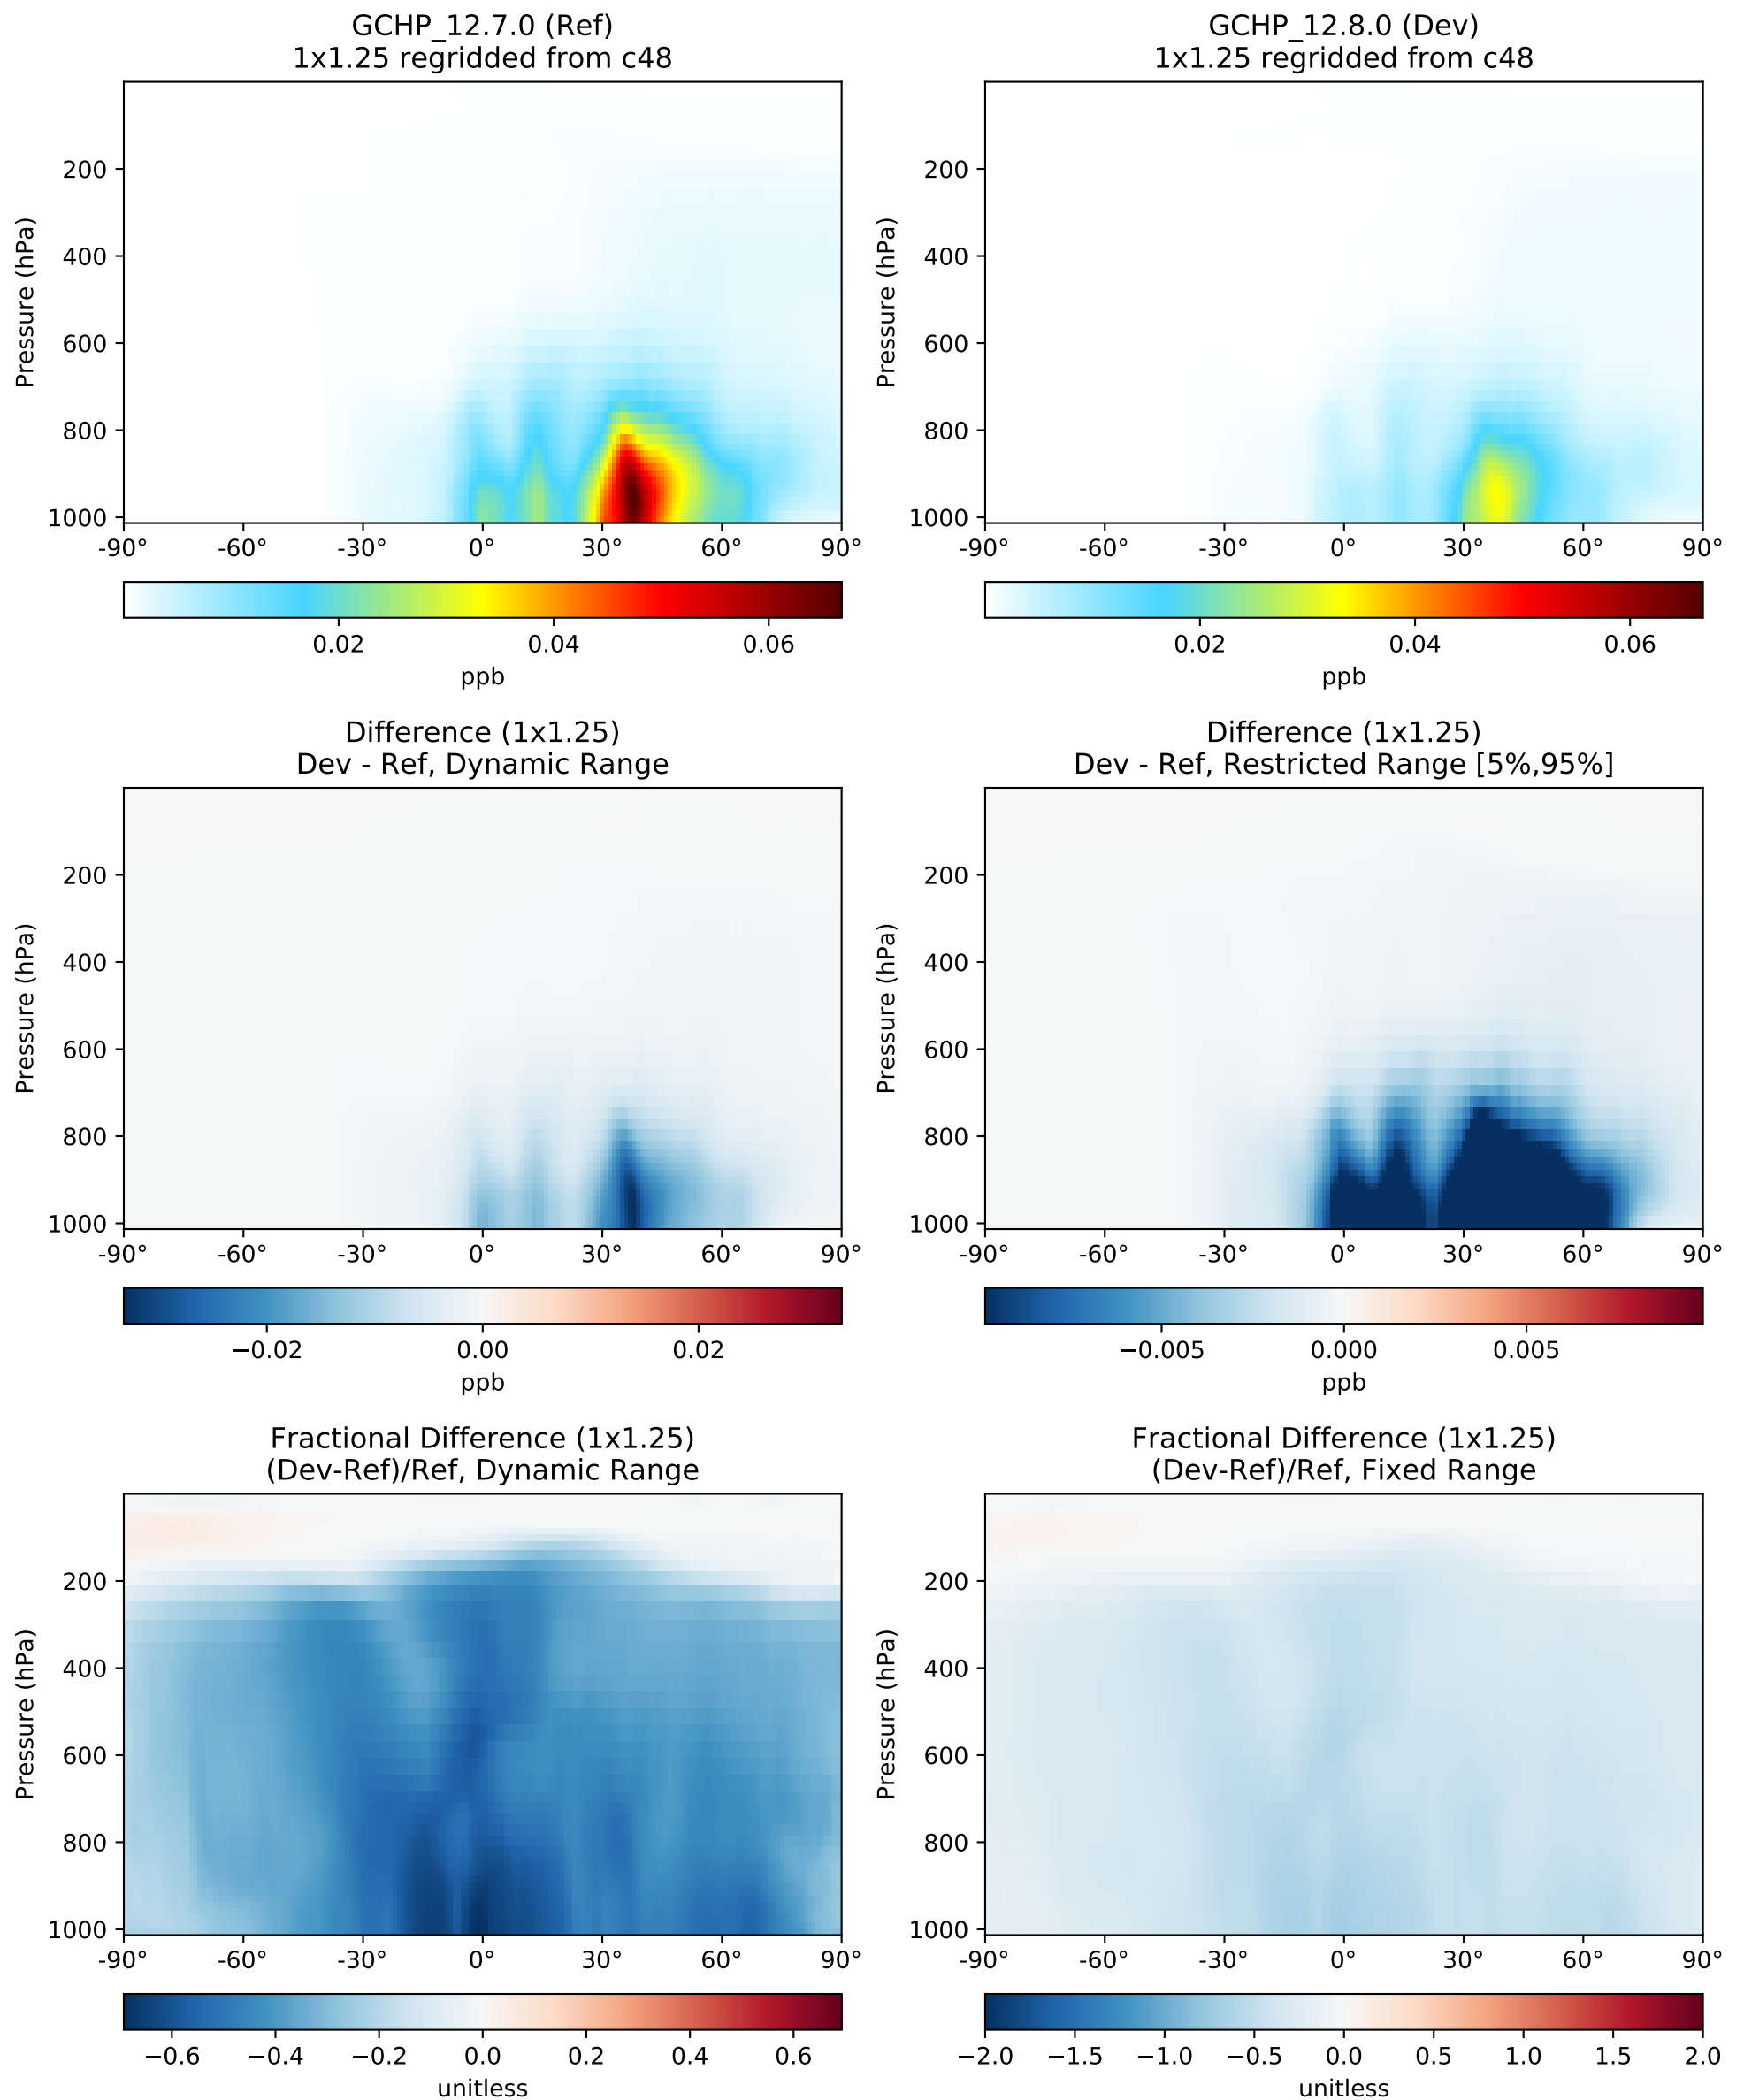 GCHP_12.7.0 (Ref)
1x1.25 regridded from c48
Pressure (hPa)
200
400
600
800
1000
-90° -60° -30° 0° 30° 60° 90°
0.02 0.04 0.06
ppb
GCHP_12.8.0 (Dev)
1x1.25 regridded from c48
Pressure (hPa)
200
400
600
800
1000
-90° -60° -30° 0° 30° 60° 90°
0.02 0.04 0.06
ppb
Difference (1x1.25)
Dev - Ref, Dynamic Range
Pressure (hPa)
200
400
600
800
1000
-90° -60° -30° 0° 30° 60° 90°
−0.02 0.00 0.02
ppb
Difference (1x1.25)
Dev - Ref, Restricted Range [5%,95%]
Pressure (hPa)
200
400
600
800
1000
-90° -60° -30° 0° 30° 60° 90°
−0.005 0.000 0.005
ppb
Fractional Difference (1x1.25)
(Dev-Ref)/Ref, Dynamic Range
Pressure (hPa)
200
400
600
800
1000
-90° -60° -30° 0° 30° 60° 90°
−0.6 −0.4 −0.2 0.0 0.2 0.4 0.6
unitless
Fractional Difference (1x1.25)
(Dev-Ref)/Ref, Fixed Range
Pressure (hPa)
200
400
600
800
1000
-90° -60° -30° 0° 30° 60° 90°
−2.0 −1.5 −1.0 −0.5 0.0 0.5 1.0 1.5 2.0
unitless